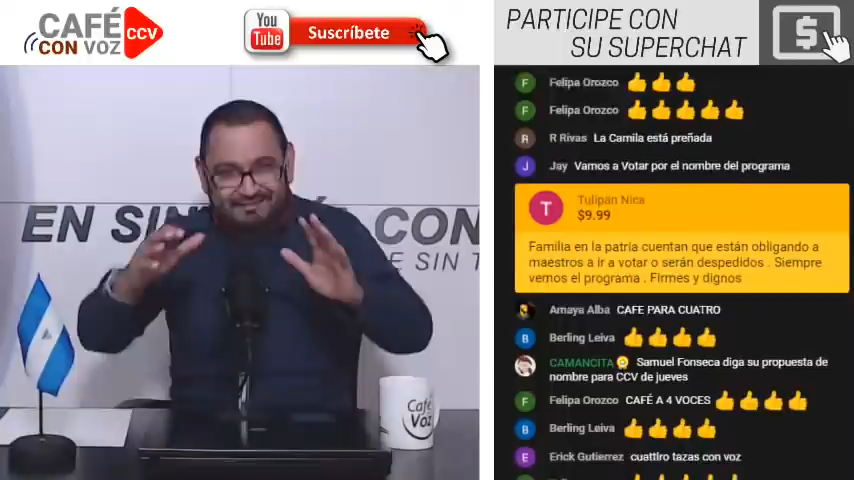 CAFÉ
CON VOZ
CCV
You
Tube
Suscríbete
PARTICIPE CON
SU SUPERCHAT
$
EN SIN
CON
E SIN T
Café
Voz
F Felipa Orozco 👍👍👍
F Felipa Orozco 👍👍👍👍👍
R R Rivas La Camila está preñada
J Jay Vamos a Votar por el nombre del programa
T Tulipán Nica
$9.99
Familia en la patria cuentan que están obligando a
maestros a ir a votar o serán despedidos . Siempre
vemos el programa . Firmes y dignos
Amaya Alba CAFE PARA CUATRO
B Berling Leiva 👍👍👍👍
CAMANCITA Samuel Fonseca diga su propuesta de
nombre para CCV de jueves
F Felipa Orozco CAFÉ A 4 VOCES 👍👍👍👍
B Berling Leiva 👍👍👍👍
E Erick Gutierrez cuattiro tazas con voz